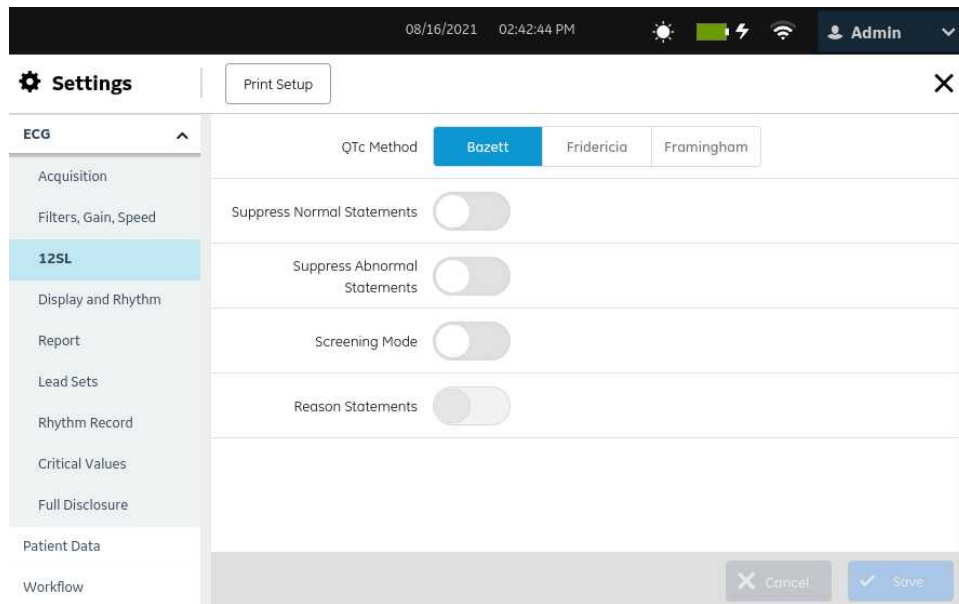 08/16/2021 02:42:44 PM Admin
Settings Print Setup
ECG
Acquisition
Filters, Gain, Speed
12SL
Display and Rhythm
Report
Lead Sets
Rhythm Record
Critical Values
Full Disclosure
Patient Data
Workflow
QTc Method Bazett Fridericia Framingham
Suppress Normal Statements
Suppress Abnormal
Statements
Screening Mode
Reason Statements
Cancel Save